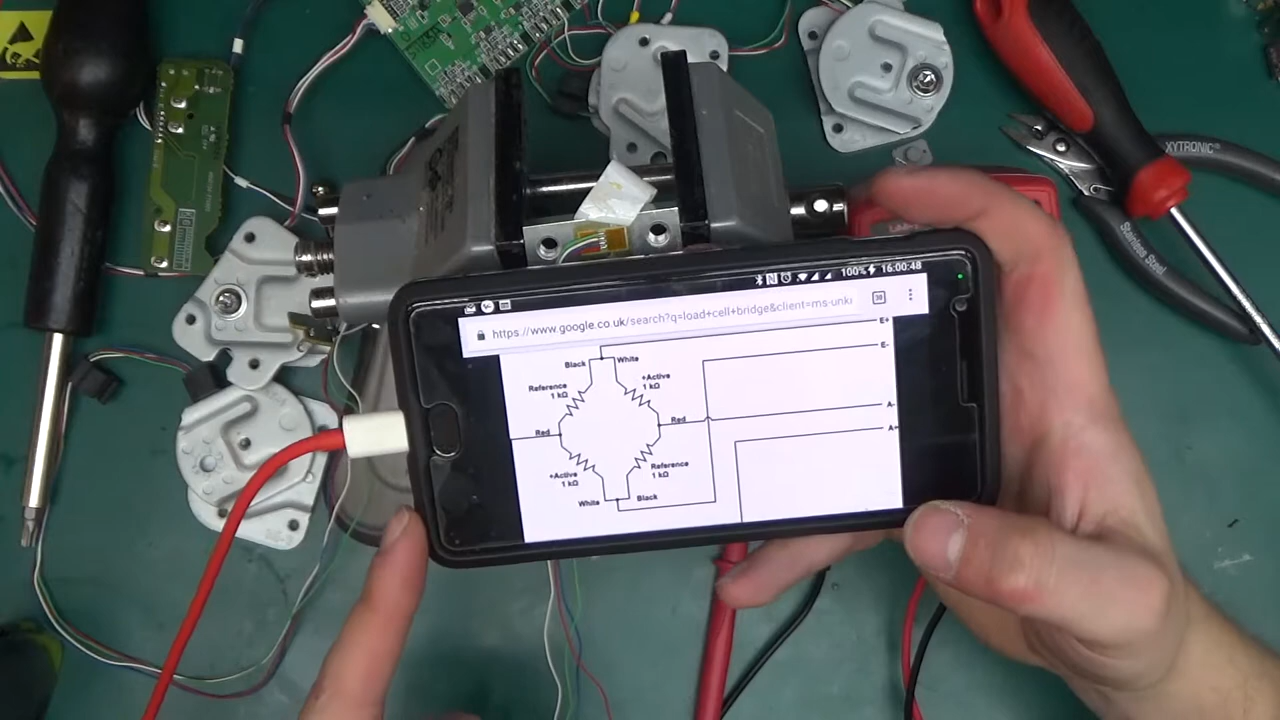 100% 16:00:48
https://www.google.co.uk/search?q=load+cell+bridge&client=ms-unk
30
E+
E-
Black
White
Reference
1 kΩ
+Active
1 kΩ
Red
Red
A-
A+
+Active
1 kΩ
Reference
1 kΩ
White
Black
XYTRONIC
Stainless Steel